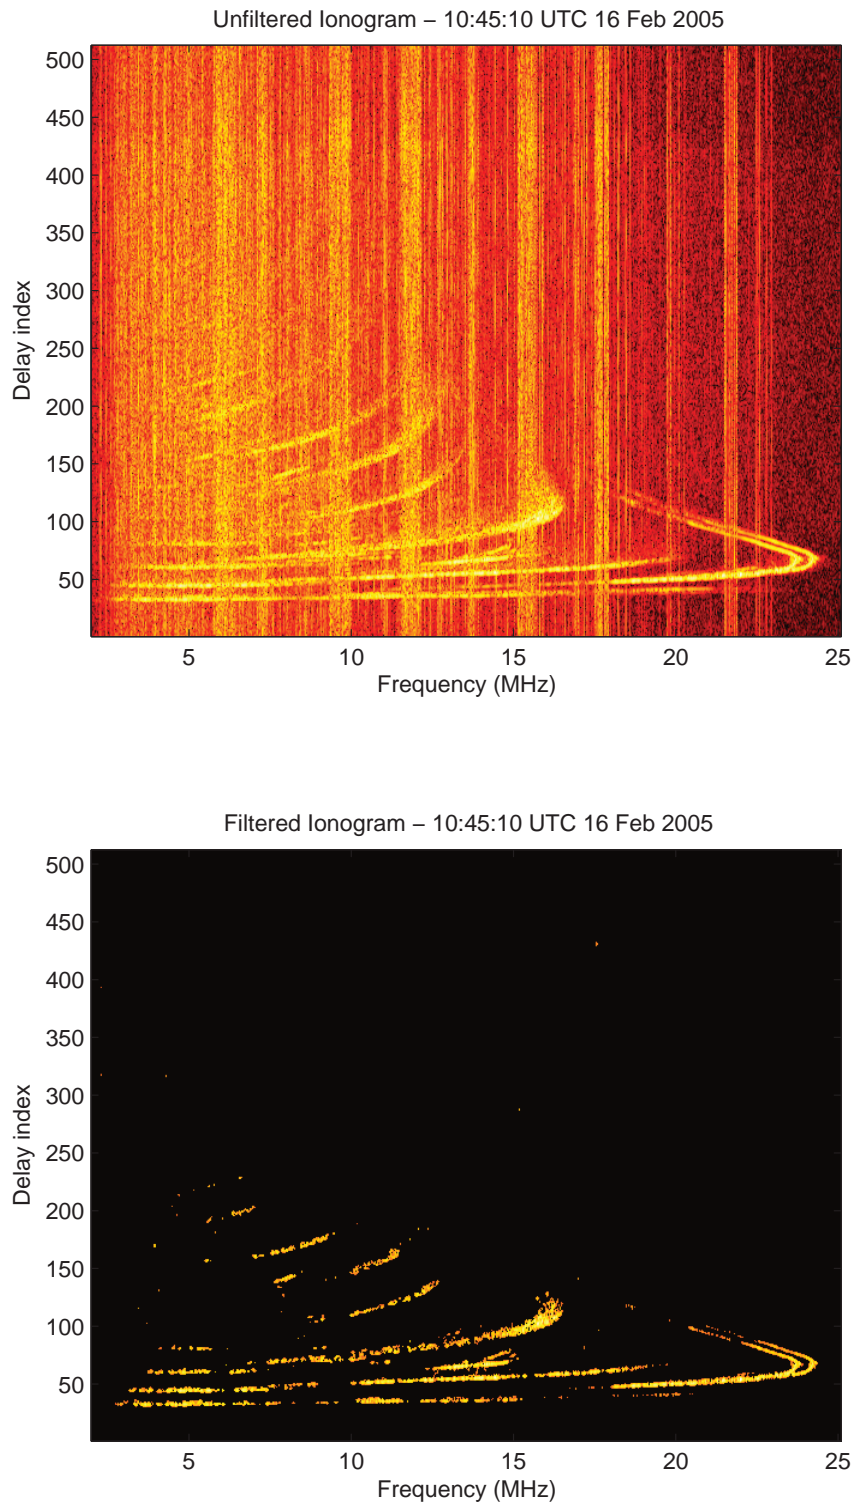 Unfiltered Ionogram – 10:45:10 UTC 16 Feb 2005
500
450
400
350
300
250
200
150
100
50
Delay index
5 10 15 20 25
Frequency (MHz)
Filtered Ionogram – 10:45:10 UTC 16 Feb 2005
500
450
400
350
300
250
200
150
100
50
Delay index
5 10 15 20 25
Frequency (MHz)